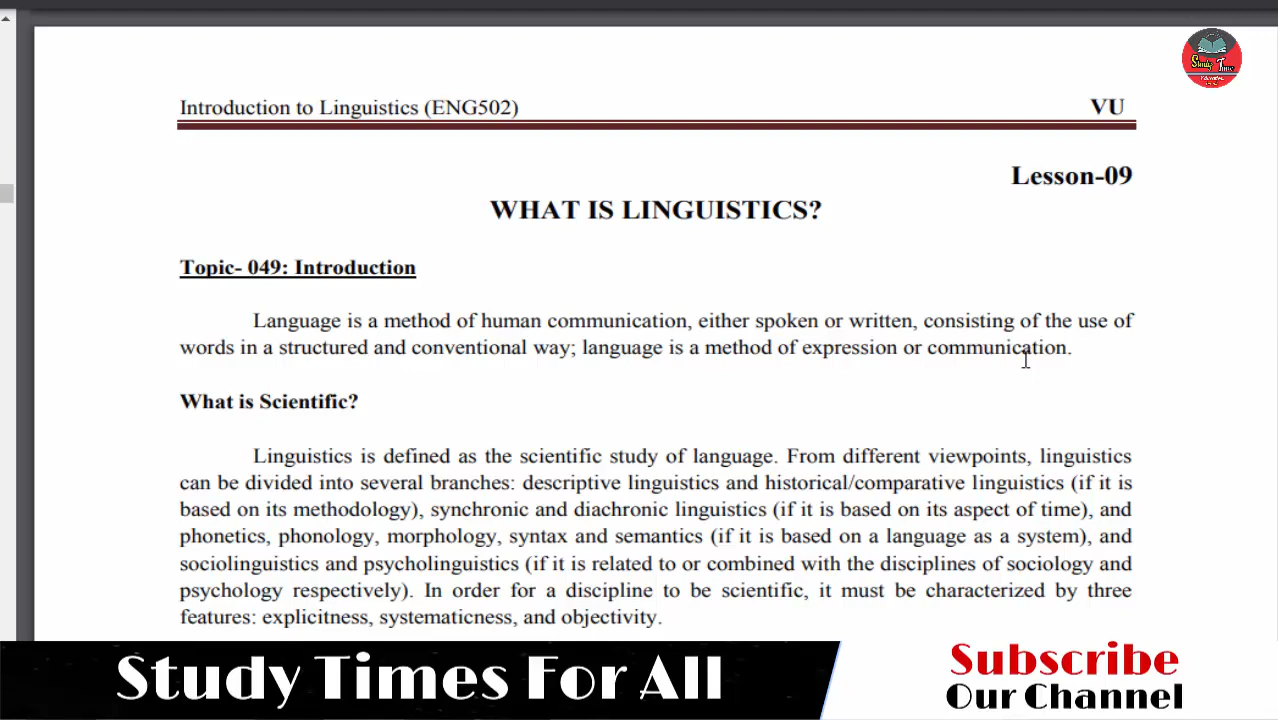 Study Time
Introduction to Linguistics (ENG502) VU
Lesson-09
WHAT IS LINGUISTICS?
Topic- 049: Introduction
Language is a method of human communication, either spoken or written, consisting of the use of
words in a structured and conventional way; language is a method of expression or communication.
What is Scientific?
Linguistics is defined as the scientific study of language. From different viewpoints, linguistics
can be divided into several branches: descriptive linguistics and historical/comparative linguistics (if it is
based on its methodology), synchronic and diachronic linguistics (if it is based on its aspect of time), and
phonetics, phonology, morphology, syntax and semantics (if it is based on a language as a system), and
sociolinguistics and psycholinguistics (if it is related to or combined with the disciplines of sociology and
psychology respectively). In order for a discipline to be scientific, it must be characterized by three
features: explicitness, systematicness, and objectivity.
Study Times For All
Subscribe
Our Channel